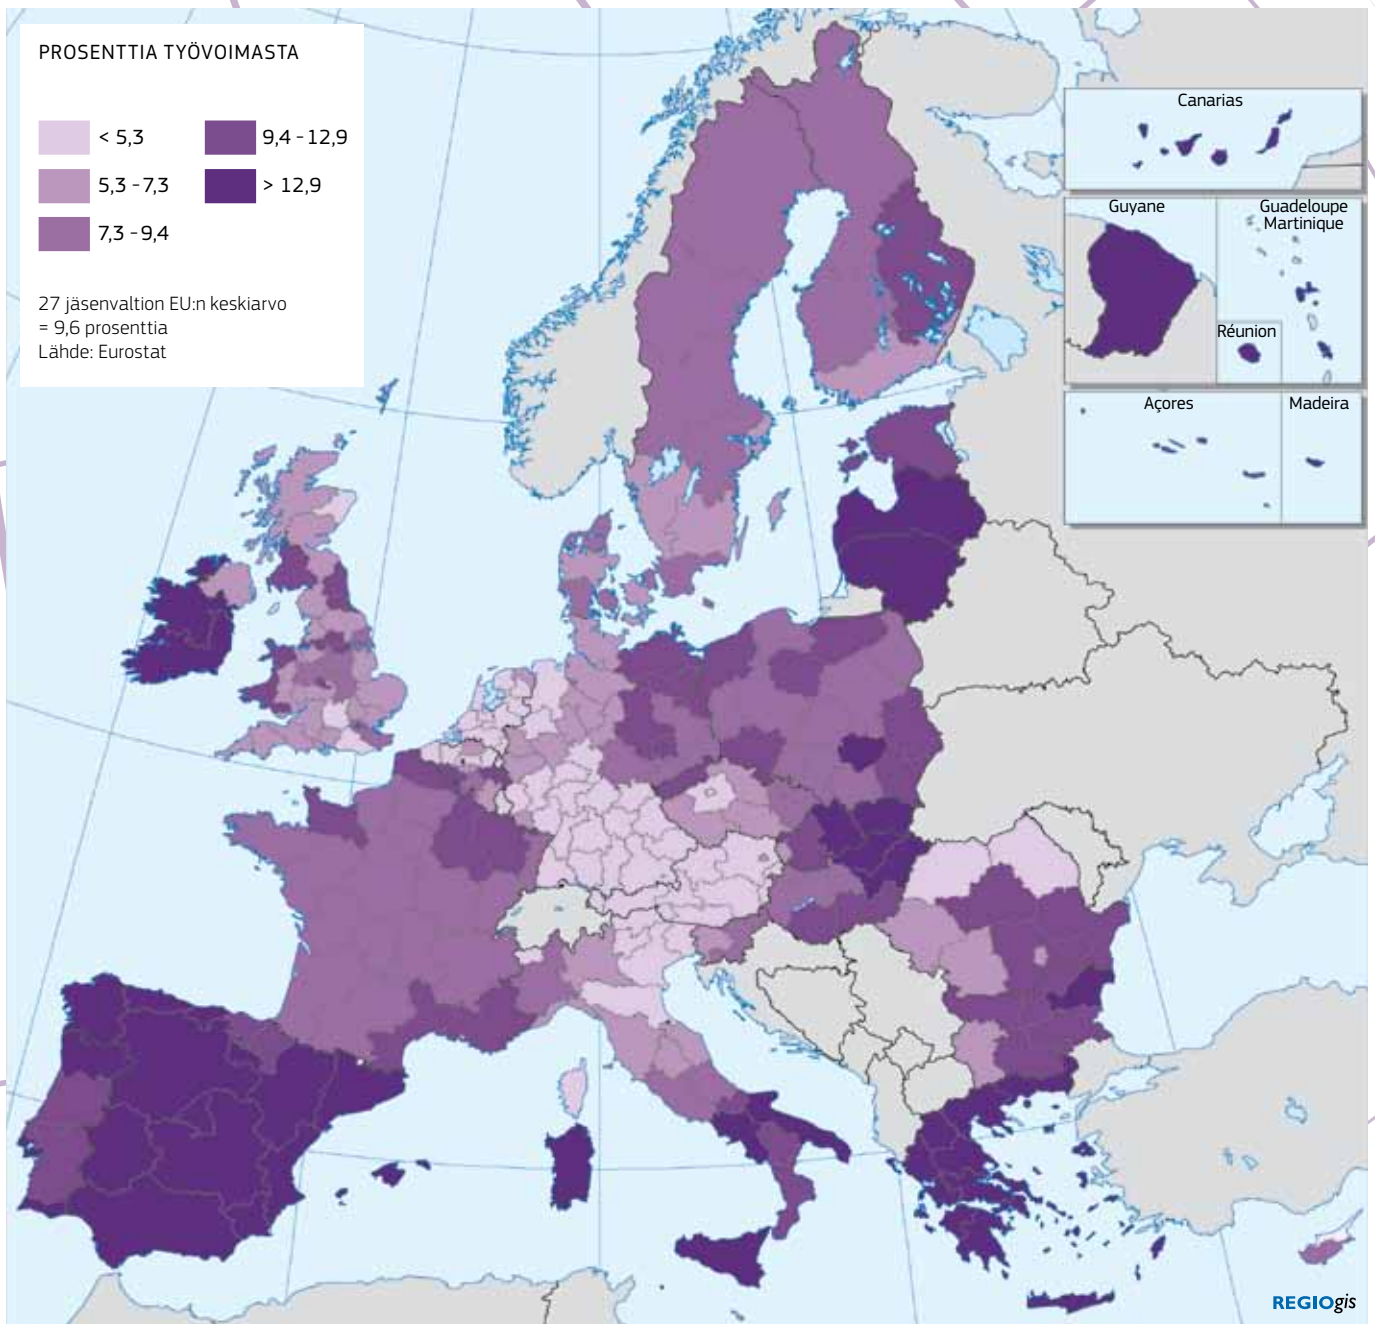 PROSENTTIA TYÖVOIMASTA
< 5,3
5,3 - 7,3
7,3 - 9,4
9,4 - 12,9
> 12,9
27 jäsenvaltion EU:n keskiarvo
= 9,6 prosenttia
Lähde: Eurostat
Canarias
Guyane
Guadeloupe
Martinique
Réunion
Açores
Madeira
REGIOgis